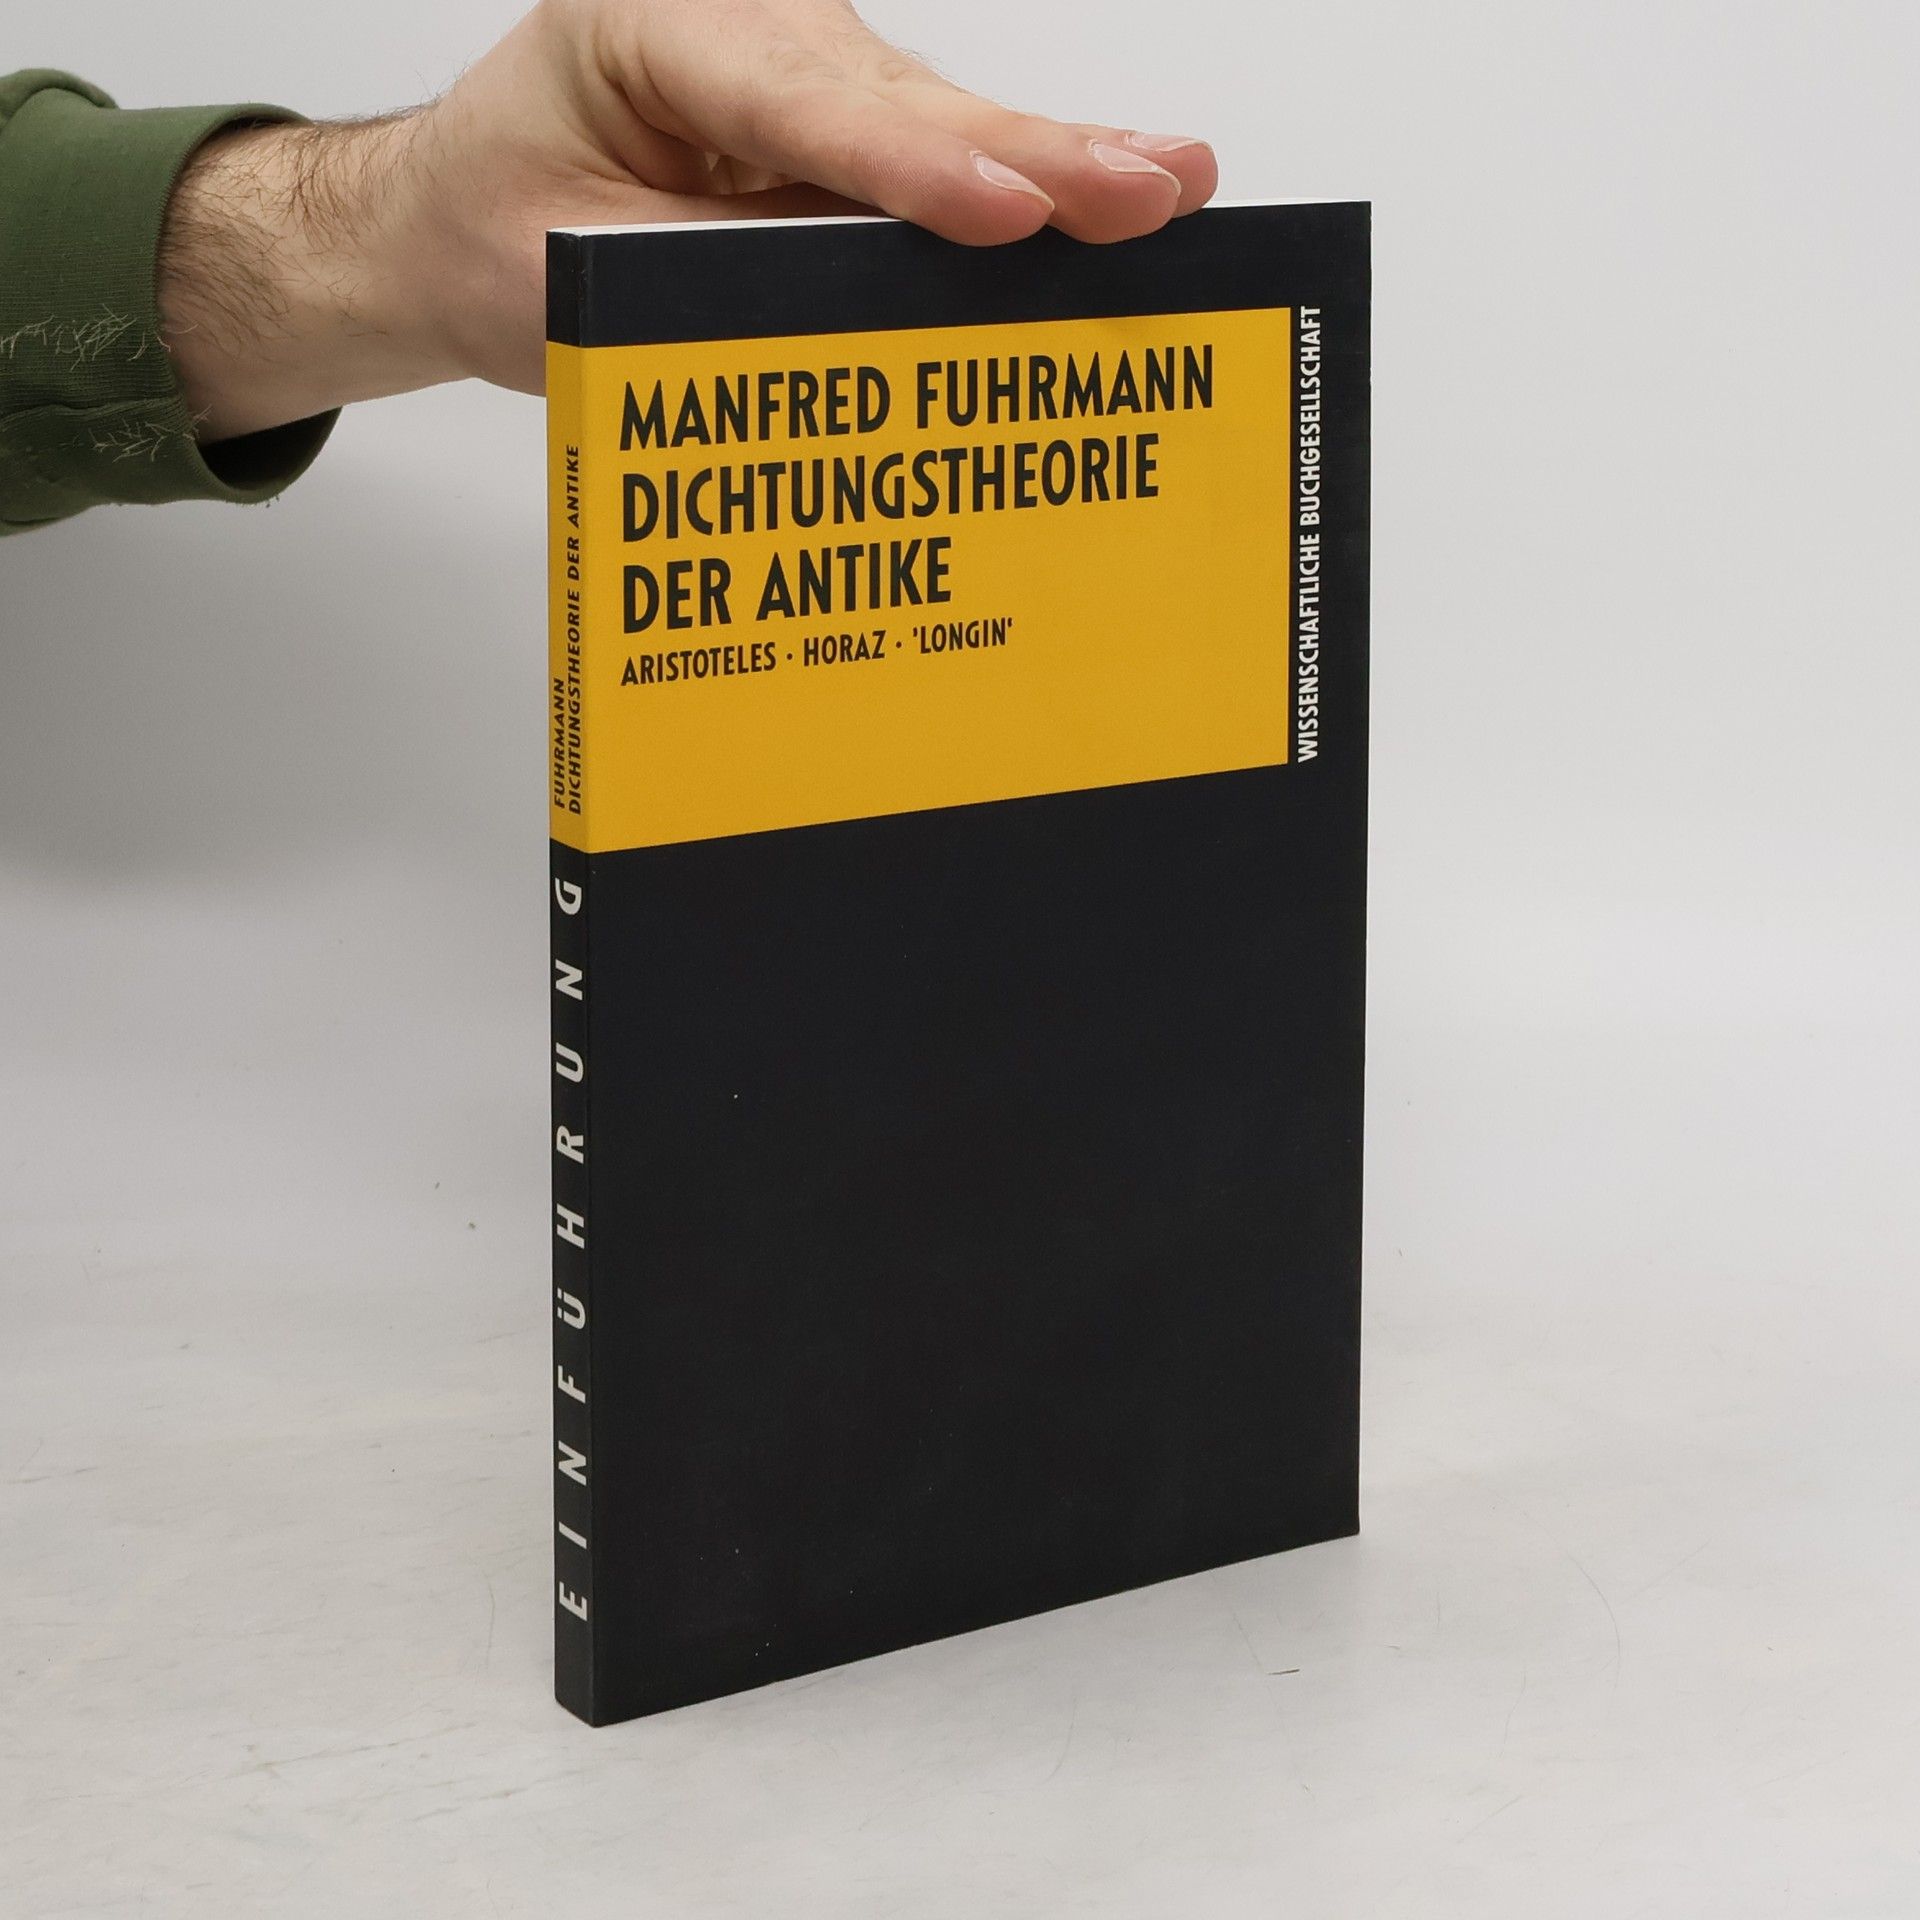 MANFRED FUHRMANN
DICHTUNGSTHEORIE
DER ANTIKE
ARISTOTELES · HORAZ · 'LONGIN'
WISSENSCHAFTLICHE BUCHGESELLSCHAFT
FUHRMANN
DICHTUNGSTHEORIE DER ANTIKE
EINFÜHRUNG